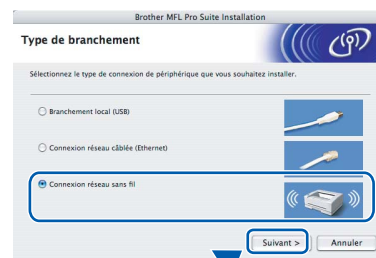 Brother MFL Pro Suite Installation
Type de branchement
Sélectionnez le type de connexion de périphérique que vous souhaitez installer.
Branchement local (USB)
Connexion réseau câblée (Ethernet)
Connexion réseau sans fil
Suivant >
Annuler